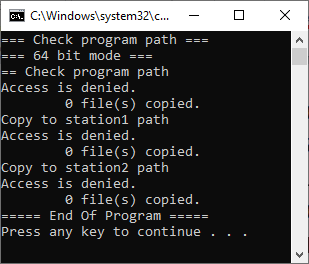 C:\Windows\system32\c...
=== Check program path ===
=== 64 bit mode ===
== Check program path
Access is denied.
        0 file(s) copied.
Copy to station1 path
Access is denied.
        0 file(s) copied.
Copy to station2 path
Access is denied.
        0 file(s) copied.
===== End Of Program =====
Press any key to continue . . .